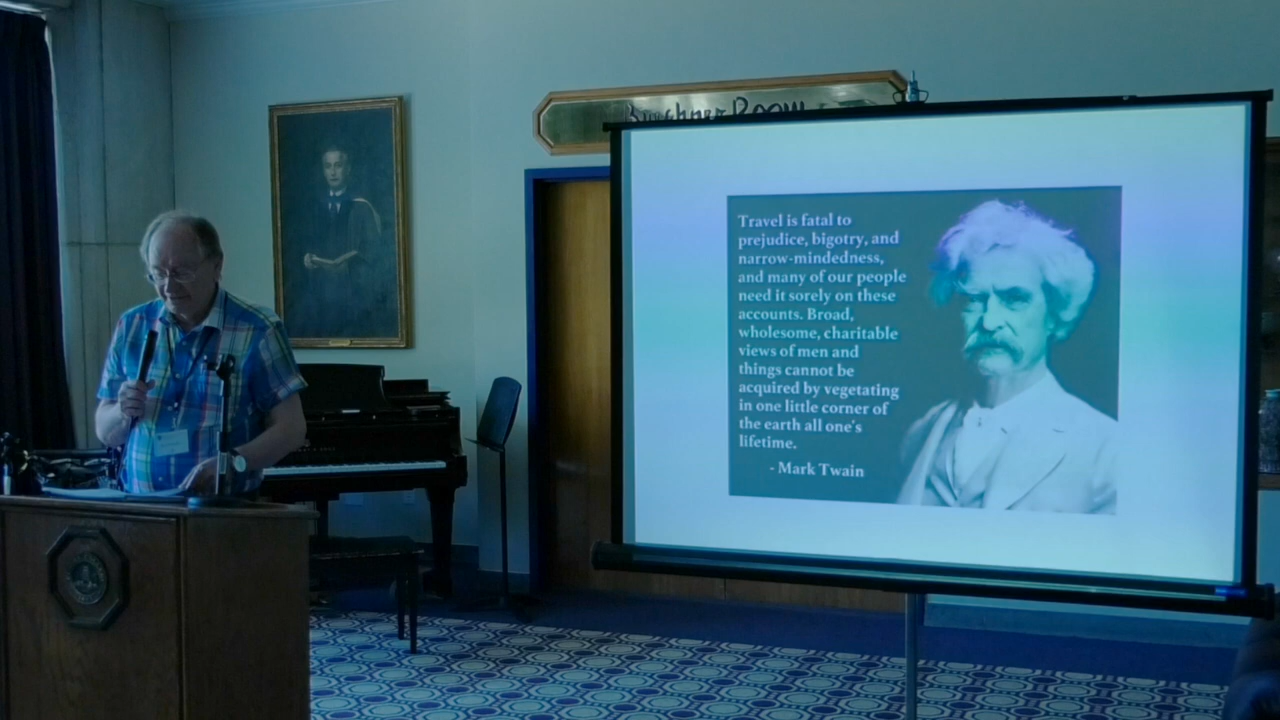 Buechner Room
Travel is fatal to
prejudice, bigotry, and
narrow-mindedness,
and many of our people
need it sorely on these
accounts. Broad,
wholesome, charitable
views of men and
things cannot be
acquired by vegetating
in one little corner of
the earth all one's
lifetime.
- Mark Twain